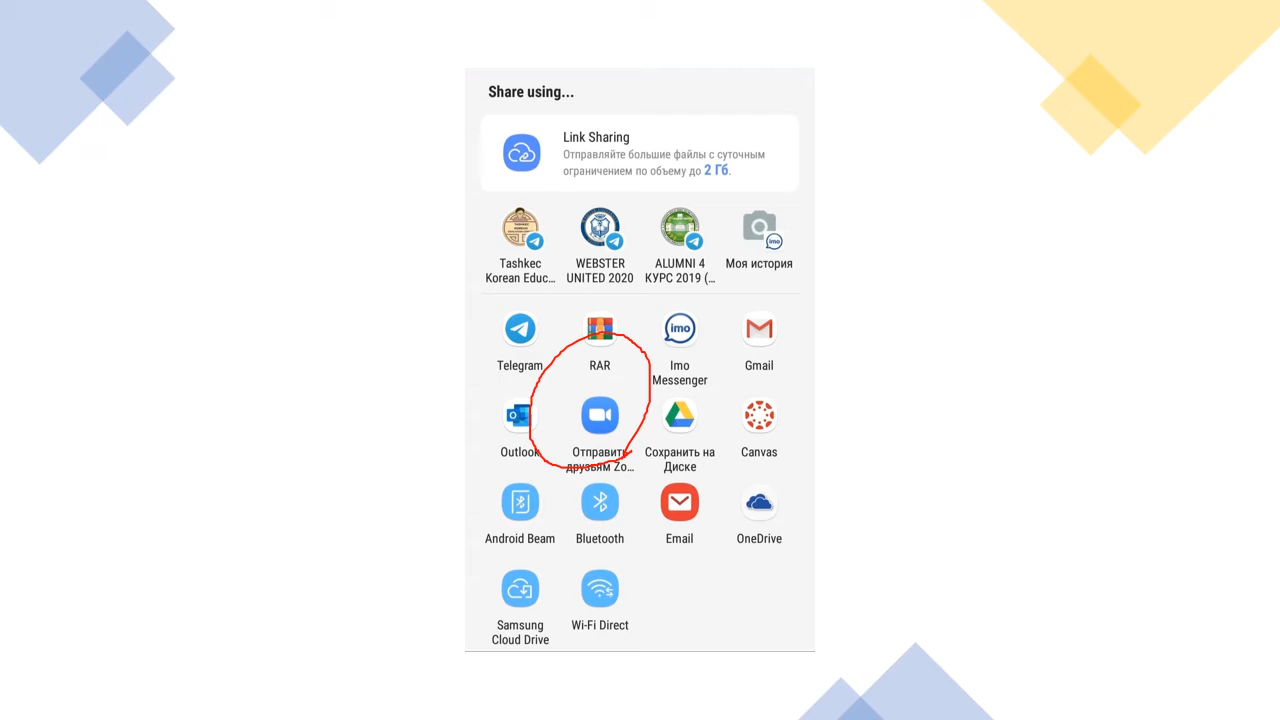 Share using...
Link Sharing
Отправляйте большие файлы с суточным
ограничением по объему до 2 Гб.
Tashkec
Korean Educ...
WEBSTER
UNITED 2020
ALUMNI 4
КУРС 2019 (...
Моя история
imo
Telegram
RAR
imo
Imo
Messenger
Gmail
Outlook
Отправить
друзьям Zo...
Сохранить на
Диске
Canvas
Android Beam
Bluetooth
Email
OneDrive
Samsung
Cloud Drive
Wi-Fi Direct